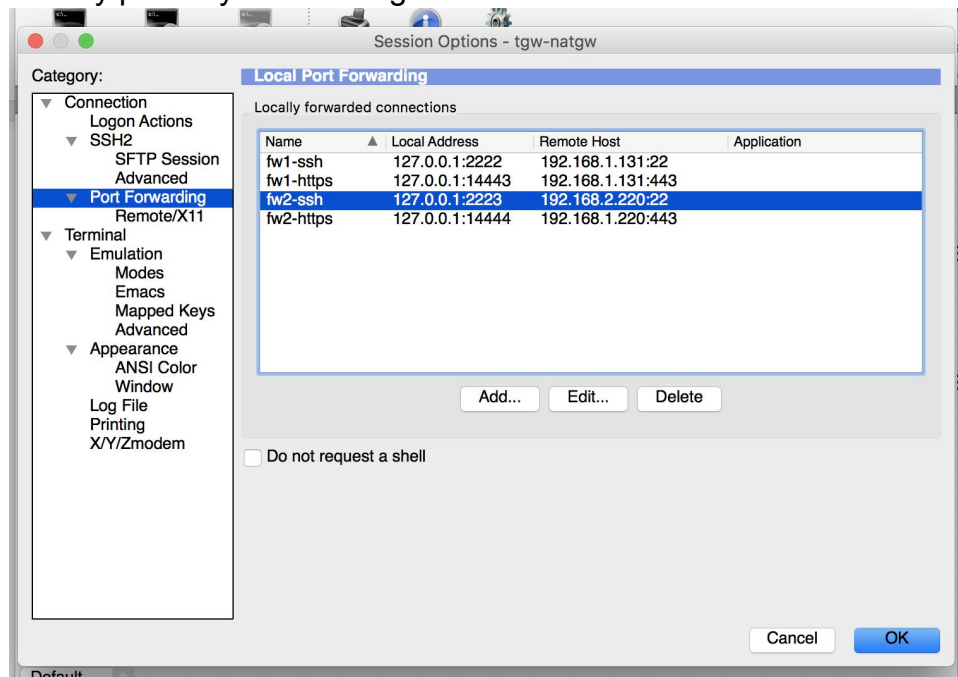 Session Options - tgw-natgw
Category:
Connection
Logon Actions
SSH2
SFTP Session
Advanced
Port Forwarding
Remote/X11
Terminal
Emulation
Modes
Emacs
Mapped Keys
Advanced
Appearance
ANSI Color
Window
Log File
Printing
X/Y/Zmodem
Local Port Forwarding
Locally forwarded connections
Name Local Address Remote Host Application
fw1-ssh 127.0.0.1:2222 192.168.1.131:22
fw1-https 127.0.0.1:14443 192.168.1.131:443
fw2-ssh 127.0.0.1:2223 192.168.2.220:22
fw2-https 127.0.0.1:14444 192.168.1.220:443
Add... Edit... Delete
Do not request a shell
Cancel OK
Default